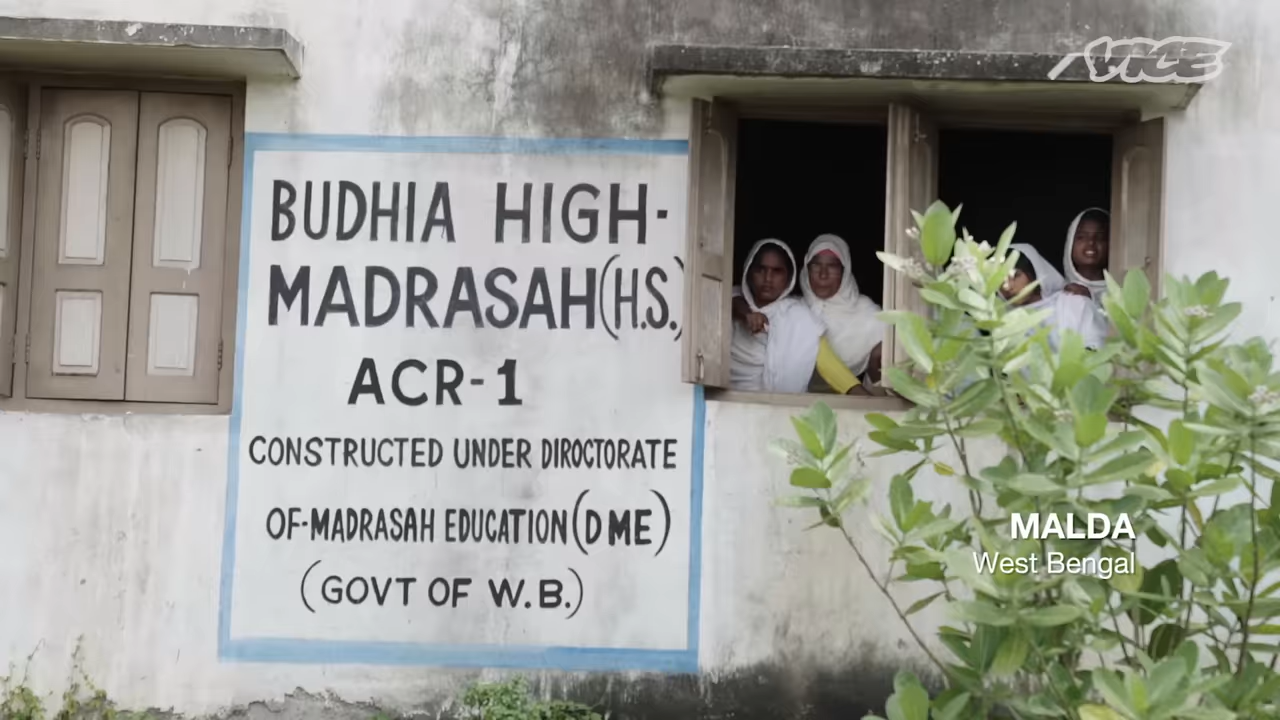 VICE
BUDHIA HIGH-
MADRASAH(H.S.)
ACR-1
CONSTRUCTED UNDER DIROCTORATE
OF-MADRASAH EDUCATION(DME)
(GOVT OF W.B.)
MALDA
West Bengal